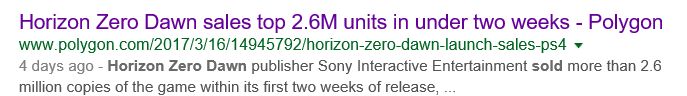 Horizon Zero Dawn sales top 2.6M units in under two weeks - Polygon
www.polygon.com/2017/3/16/14945792/horizon-zero-dawn-launch-sales-ps4
4 days ago - Horizon Zero Dawn publisher Sony Interactive Entertainment sold more than 2.6
million copies of the game within its first two weeks of release, ...